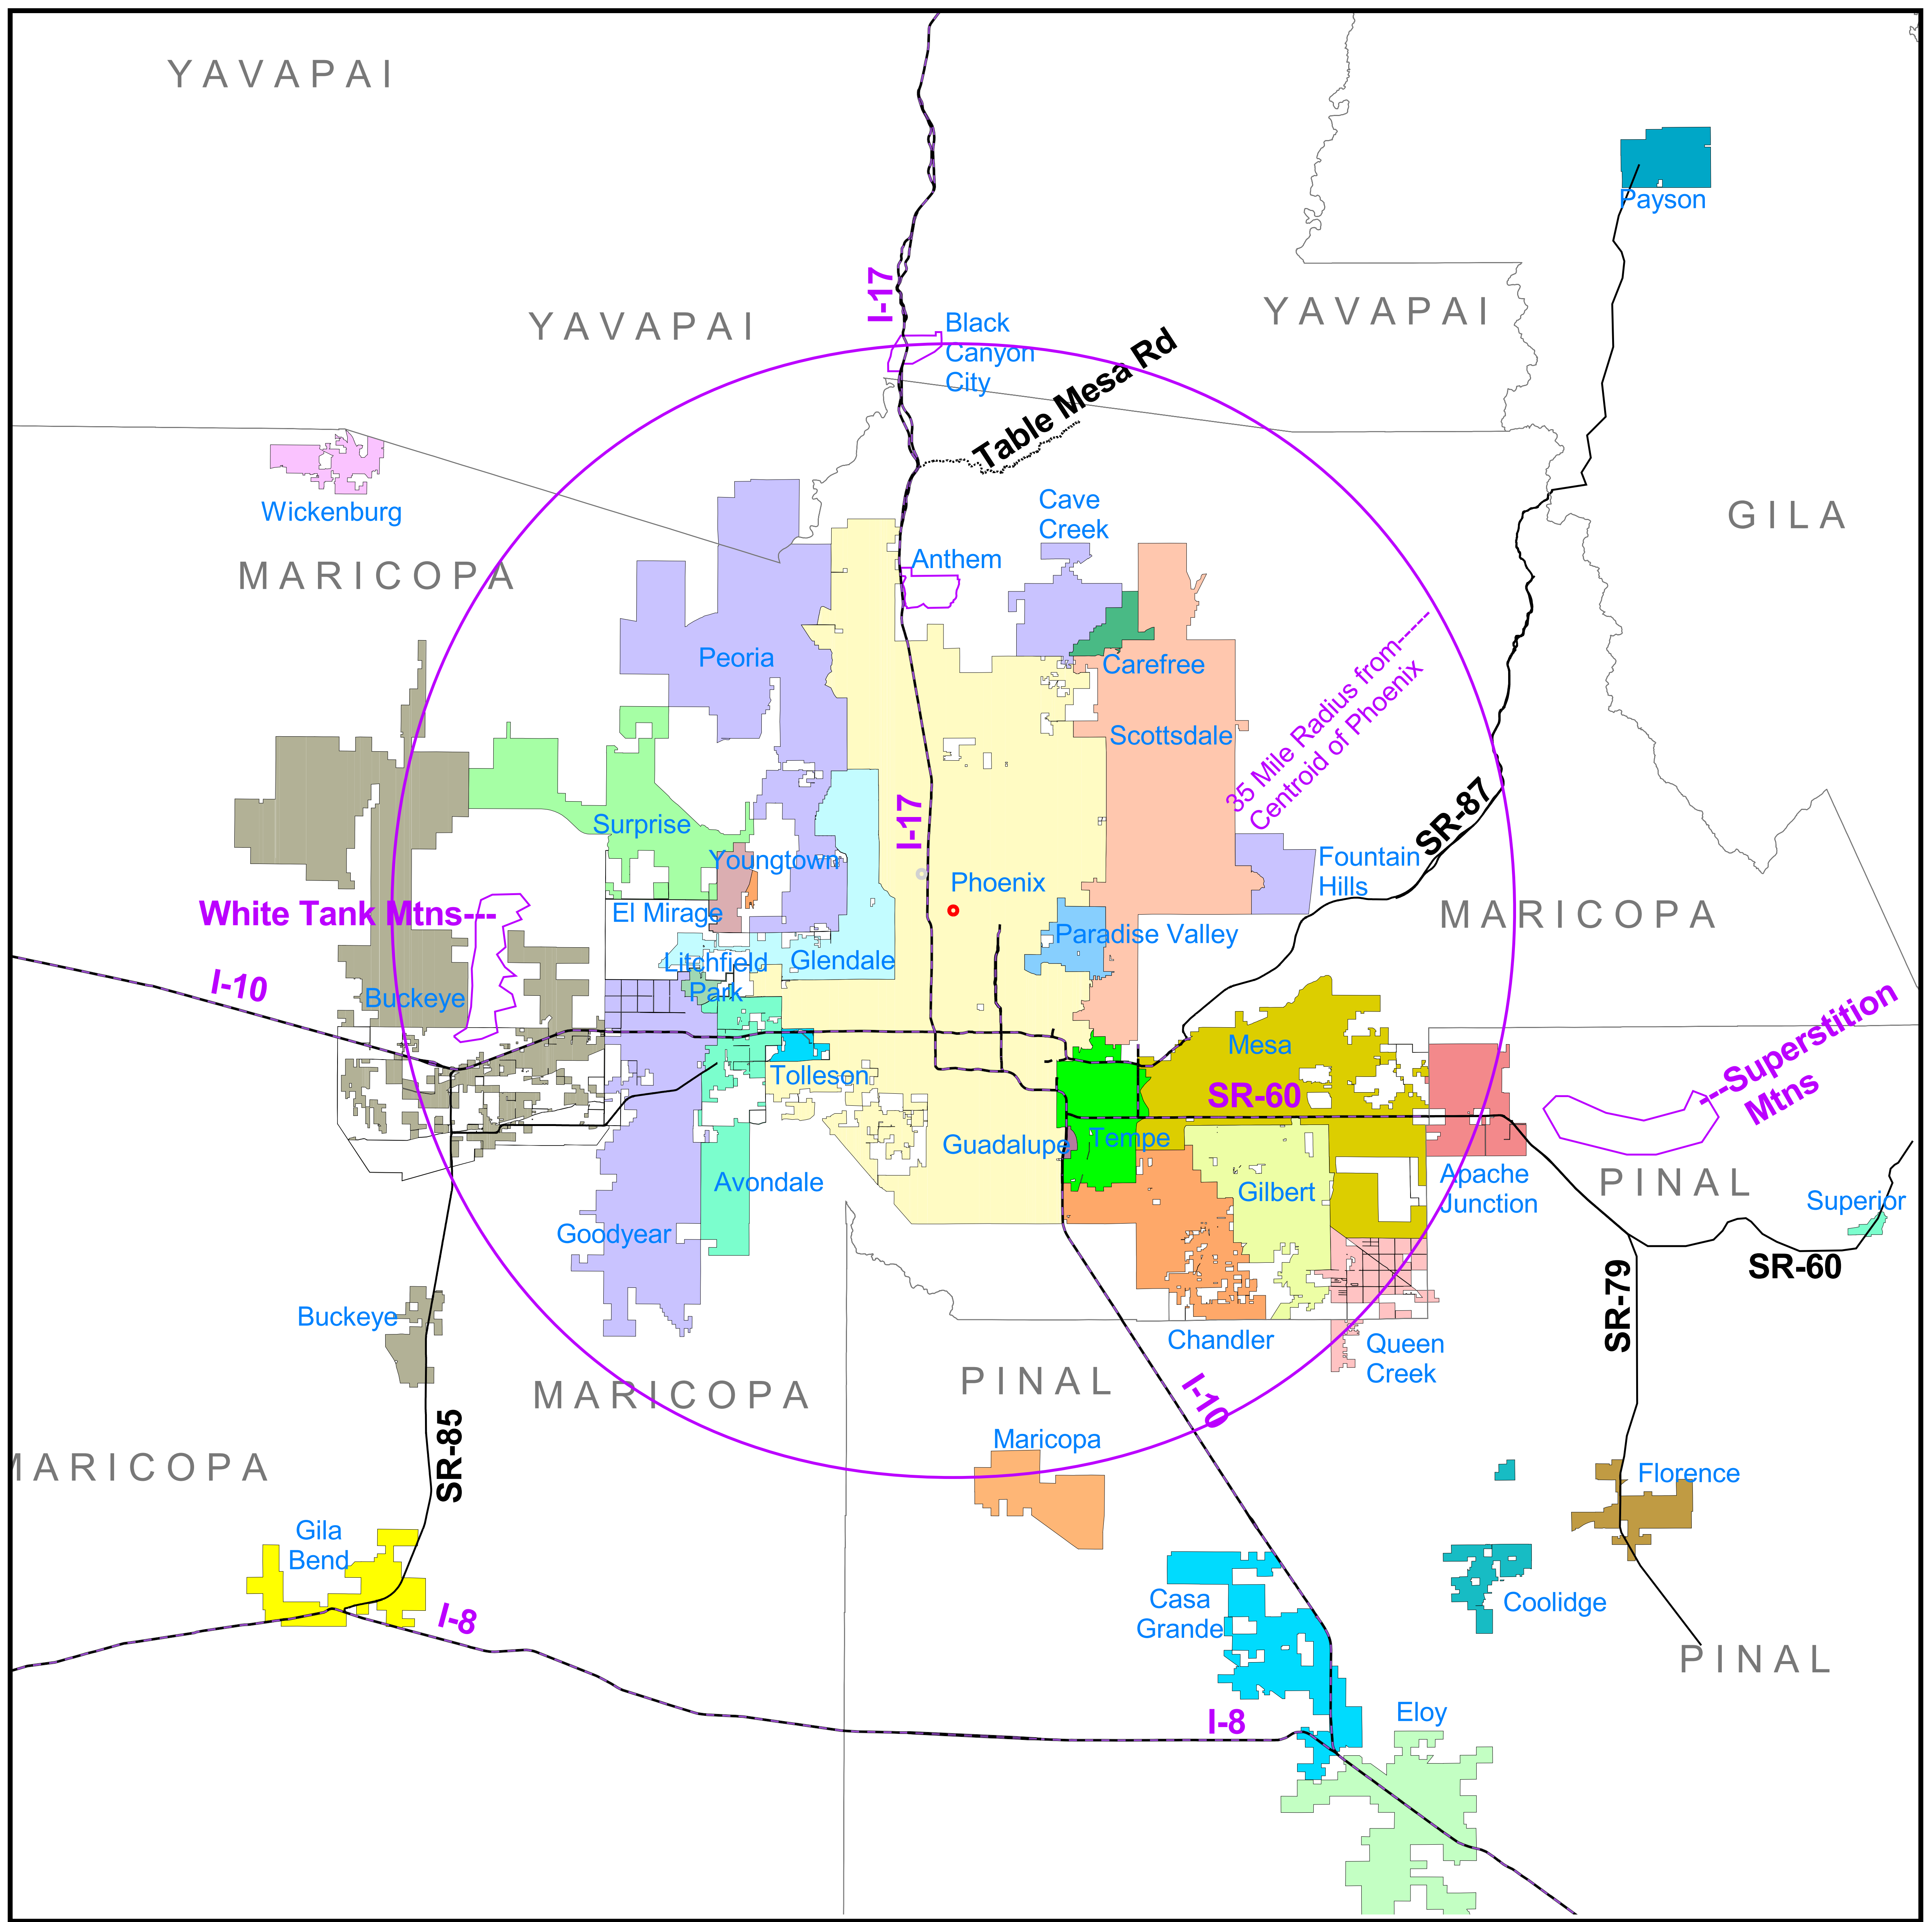 YAVAPAI
Payson
I-17
YAVAPAI
YAVAPAI
Black
Canyon
City
Table Mesa Rd
Wickenburg
Cave
Creek
GILA
MARICOPA
Anthem
Peoria
Carefree
35 Mile Radius from------
Centroid of Phoenix
Scottsdale
SR-87
I-17
Surprise
Youngtown
Fountain
Hills
Phoenix
White Tank Mtns---
El Mirage
MARICOPA
Paradise Valley
Litchfield
Park
Glendale
I-10
Buckeye
Mesa
---Superstition
Mtns
Tolleson
SR-60
Guadalupe
Tempe
Avondale
Gilbert
Apache
Junction
PINAL
Superior
Goodyear
SR-60
SR-79
Buckeye
Chandler
Queen
Creek
MARICOPA
PINAL
I-10
SR-85
Maricopa
MARICOPA
Florence
Gila
Bend
Casa
Grande
Coolidge
I-8
PINAL
I-8
Eloy